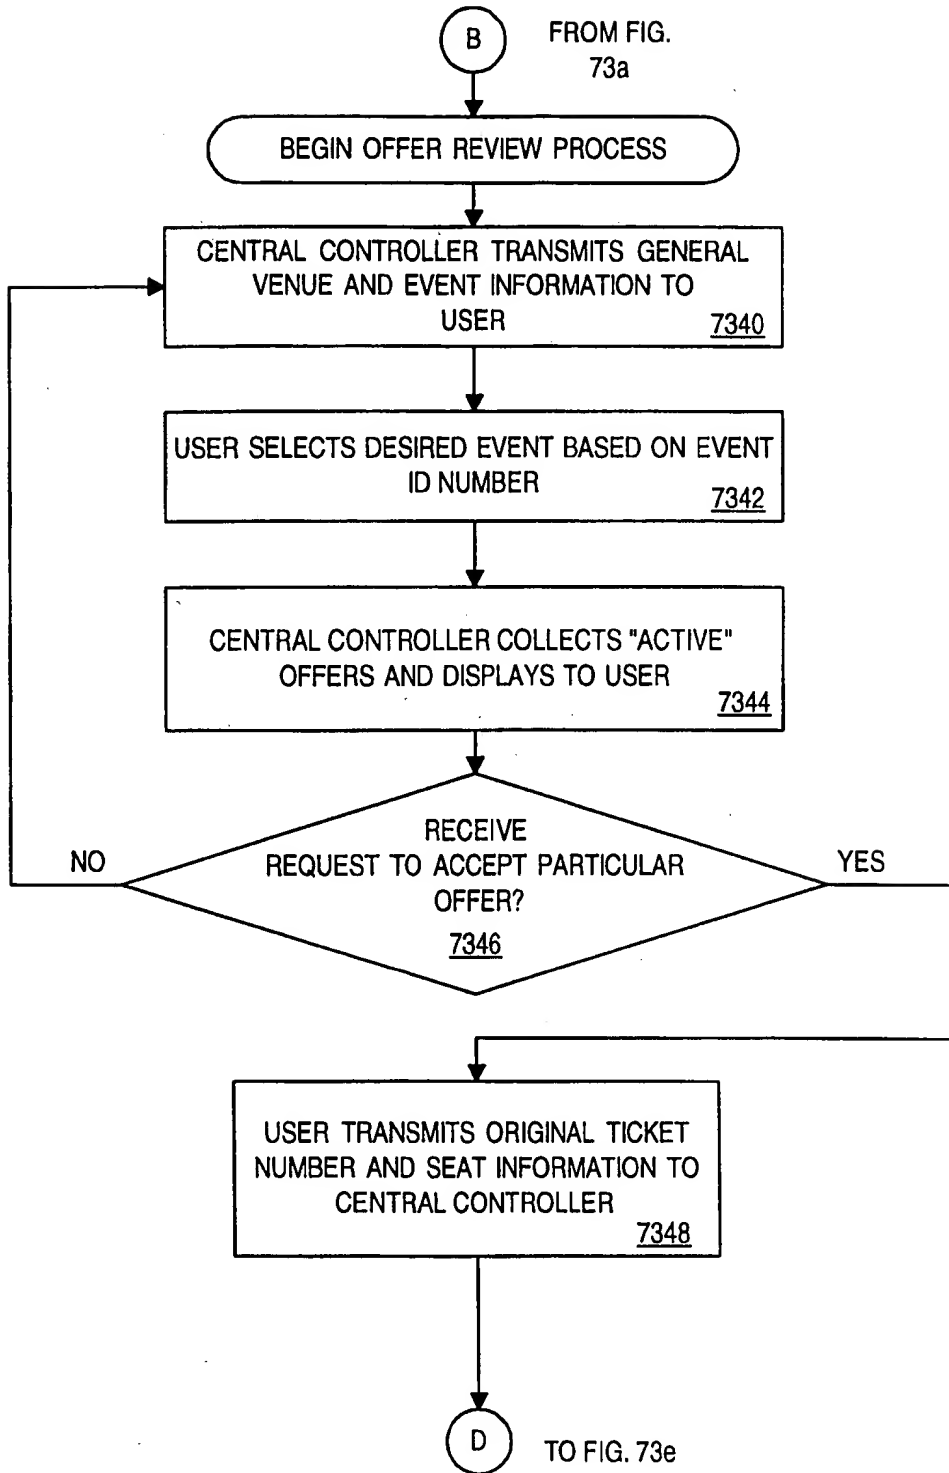 B
FROM FIG.
73a
BEGIN OFFER REVIEW PROCESS
CENTRAL CONTROLLER TRANSMITS GENERAL
VENUE AND EVENT INFORMATION TO
USER
7340
USER SELECTS DESIRED EVENT BASED ON EVENT
ID NUMBER
7342
CENTRAL CONTROLLER COLLECTS "ACTIVE"
OFFERS AND DISPLAYS TO USER
7344
RECEIVE
REQUEST TO ACCEPT PARTICULAR
OFFER?
7346
NO
YES
USER TRANSMITS ORIGINAL TICKET
NUMBER AND SEAT INFORMATION TO
CENTRAL CONTROLLER
7348
D
TO FIG. 73e